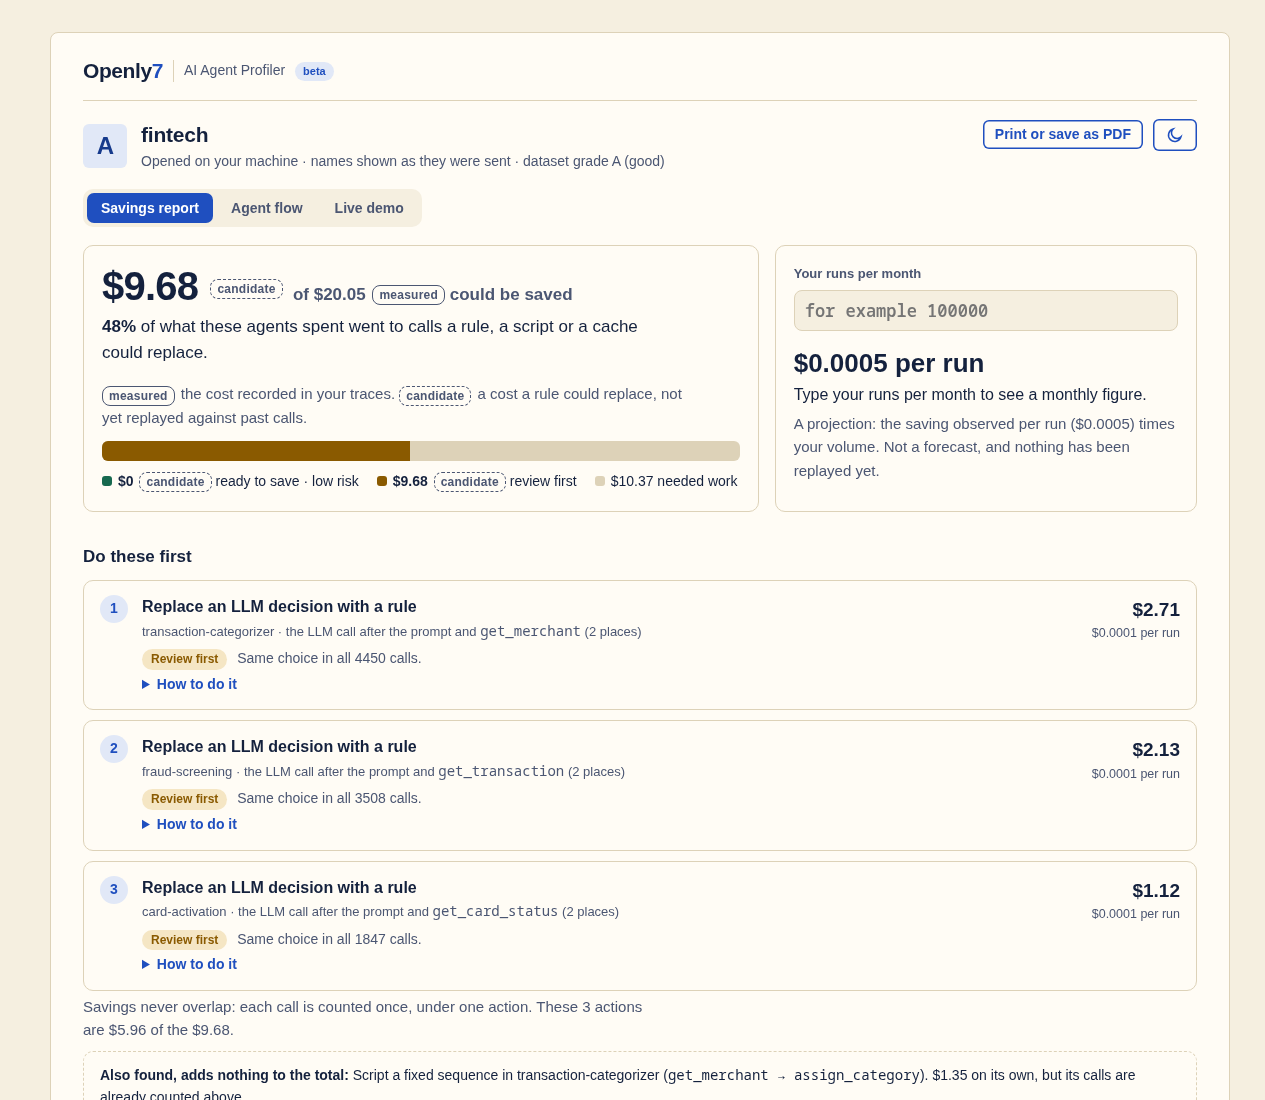 Openly7 AI Agent Profiler beta
A
fintech
Opened on your machine · names shown as they were sent · dataset grade A (good)
Print or save as PDF
Savings report Agent flow Live demo
$9.68 candidate of $20.05 measured could be saved
48% of what these agents spent went to calls a rule, a script or a cache
could replace.
measured the cost recorded in your traces. candidate a cost a rule could replace, not
yet replayed against past calls.
$0 candidate ready to save · low risk $9.68 candidate review first $10.37 needed work
Your runs per month
for example 100000
$0.0005 per run
Type your runs per month to see a monthly figure.
A projection: the saving observed per run ($0.0005) times
your volume. Not a forecast, and nothing has been
replayed yet.
Do these first
1 Replace an LLM decision with a rule $2.71
transaction-categorizer · the LLM call after the prompt and get_merchant (2 places) $0.0001 per run
Review first Same choice in all 4450 calls.
▶ How to do it
2 Replace an LLM decision with a rule $2.13
fraud-screening · the LLM call after the prompt and get_transaction (2 places) $0.0001 per run
Review first Same choice in all 3508 calls.
▶ How to do it
3 Replace an LLM decision with a rule $1.12
card-activation · the LLM call after the prompt and get_card_status (2 places) $0.0001 per run
Review first Same choice in all 1847 calls.
▶ How to do it
Savings never overlap: each call is counted once, under one action. These 3 actions
are $5.96 of the $9.68.
Also found, adds nothing to the total: Script a fixed sequence in transaction-categorizer (get_merchant → assign_category). $1.35 on its own, but its calls are
already counted above.